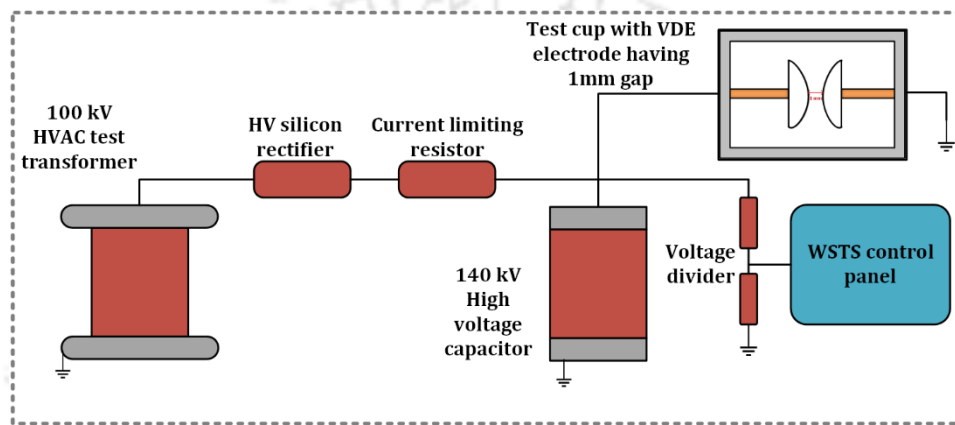 Test cup with VDE
electrode having
1mm gap
100 kV
HVAC test
transformer
HV silicon
rectifier
Current limiting
resistor
140 kV
High
voltage
capacitor
Voltage
divider
WSTS control
panel